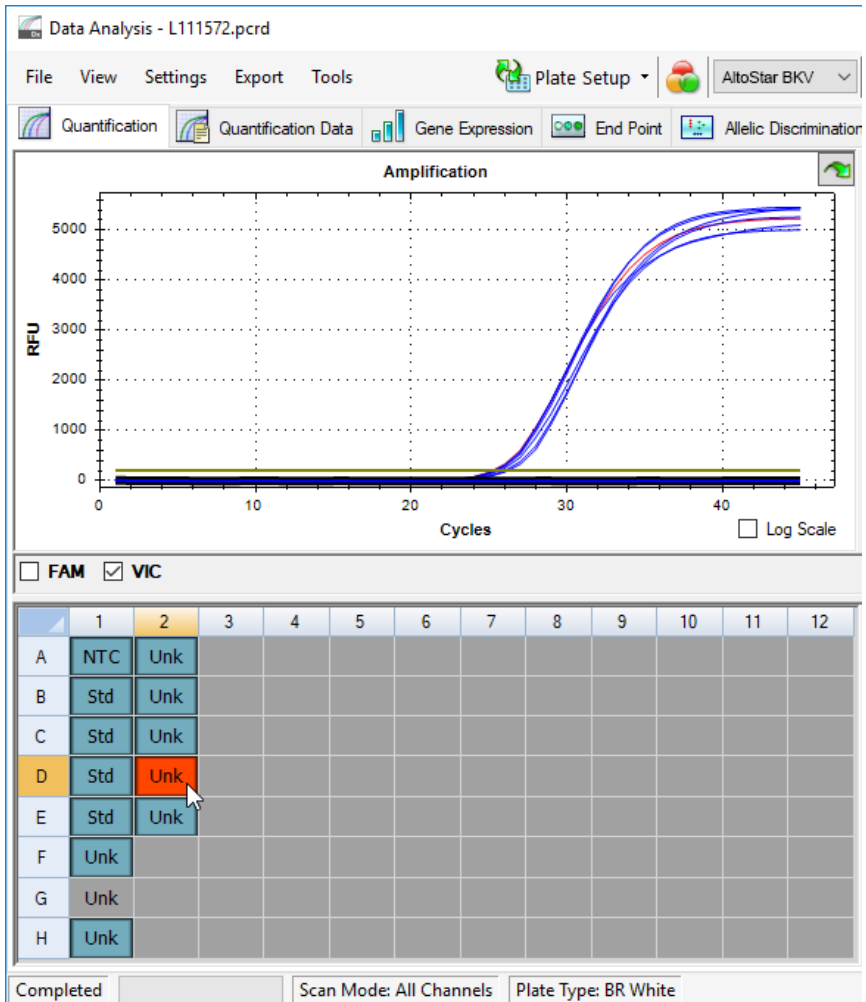 Data Analysis - L111572.pcrd
File View Settings Export Tools Plate Setup AltoStar BKV
Quantification Quantification Data Gene Expression End Point Allelic Discrimination
Amplification
5000
4000
3000
2000
1000
0
RFU
0 10 20 30 40
Cycles
Log Scale
FAM VIC
1 2 3 4 5 6 7 8 9 10 11 12
A NTC Unk
B Std Unk
C Std Unk
D Std Unk
E Std Unk
F Unk
G Unk
H Unk
Completed Scan Mode: All Channels Plate Type: BR White